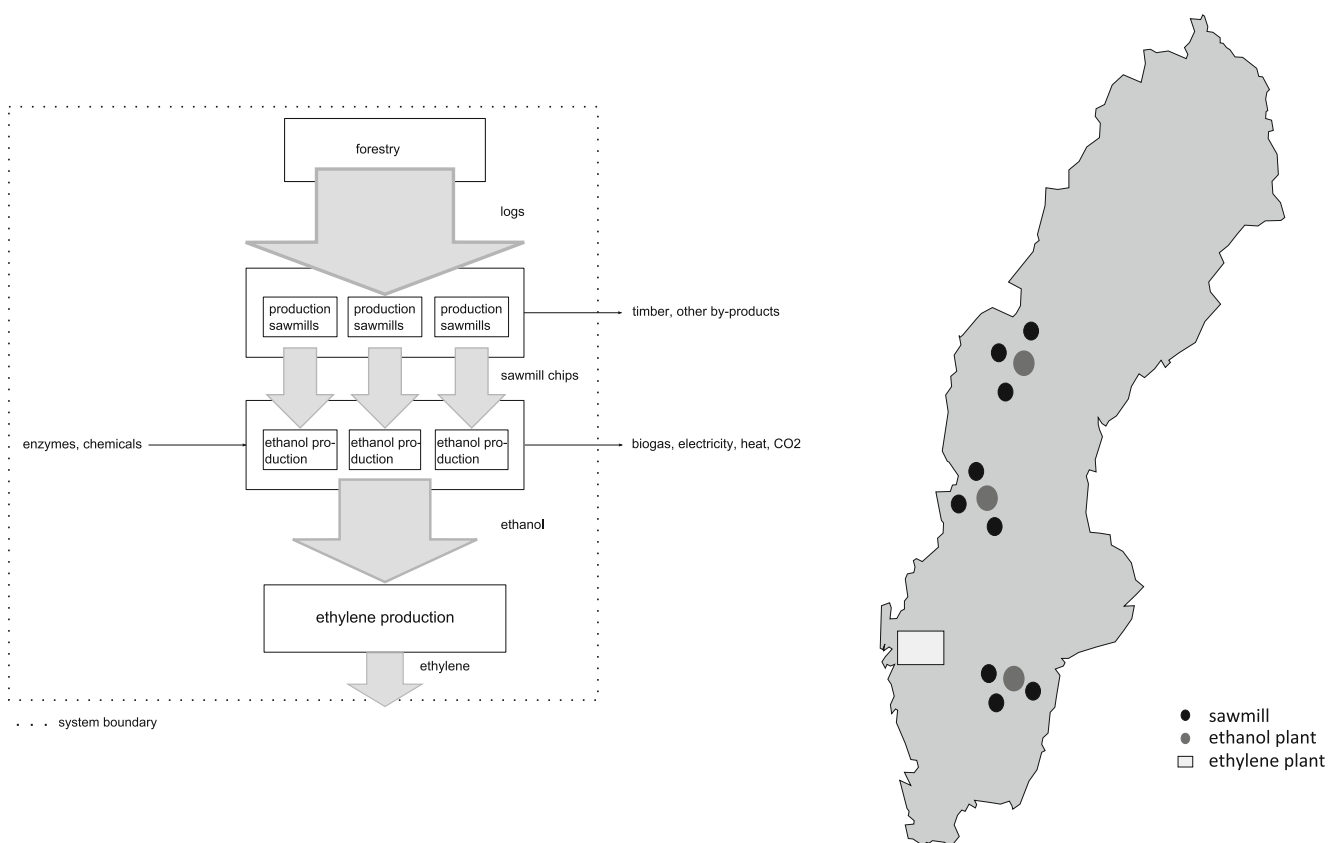 forestry
logs
production
sawmills
production
sawmills
production
sawmills
timber, other by-products
sawmill chips
enzymes, chemicals
ethanol pro-
duction
ethanol pro-
duction
ethanol pro-
duction
biogas, electricity, heat, CO2
ethanol
ethylene production
ethylene
. . . system boundary
sawmill
ethanol plant
ethylene plant